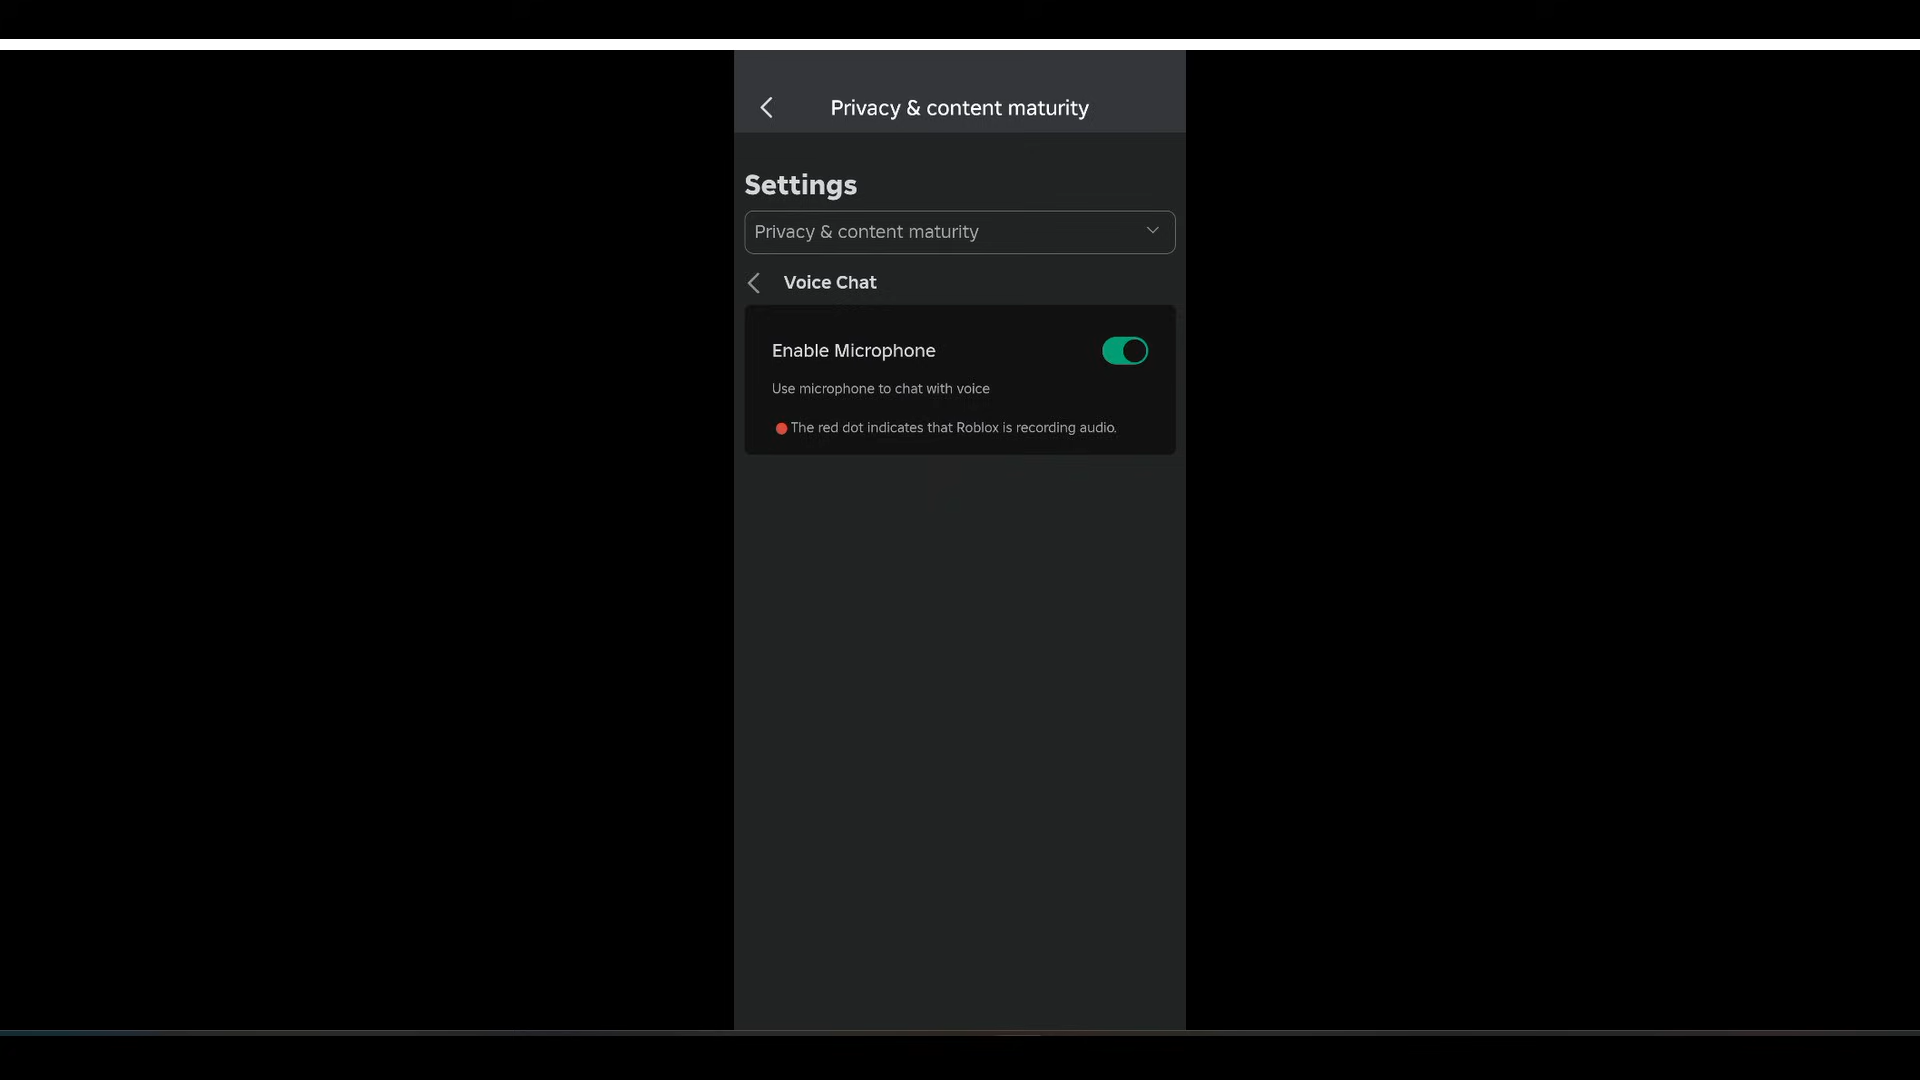 Privacy & content maturity
Settings
Privacy & content maturity
Voice Chat
Enable Microphone
Use microphone to chat with voice
The red dot indicates that Roblox is recording audio.